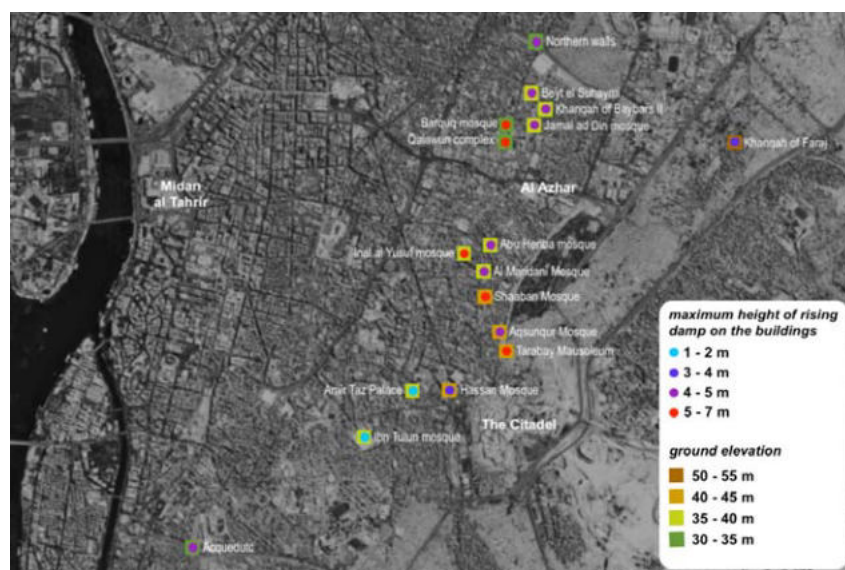 Northern walls
Beyt el Suhaymi
Khanqah of Baybars II
Barquq mosque
Jamal ad Din mosque
Qalawun complex
Khanqah of Faraj
Midan
al Tahrir
Al Azhar
Abu Heriba mosque
Inal al Yusuf mosque
Al Mardani Mosque
Shaaban Mosque
Aqsunqur Mosque
Tarabay Mausoleum
Amir Taz Palace
Hassan Mosque
The Citadel
Ibn Tulun mosque
Acquedutc
maximum height of rising
damp on the buildings
1 - 2 m
3 - 4 m
4 - 5 m
5 - 7 m
ground elevation
50 - 55 m
40 - 45 m
35 - 40 m
30 - 35 m